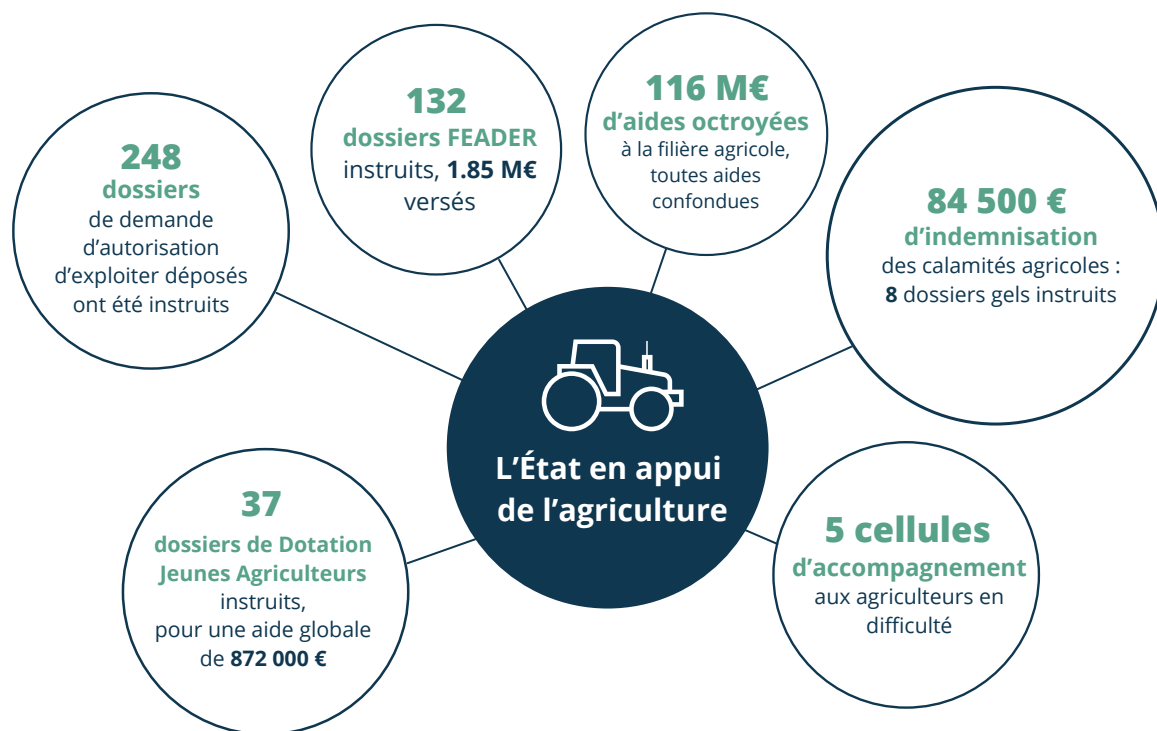 248
dossiers
de demande
d'autorisation
d'exploiter déposés
ont été instruits
132
dossiers FEADER
instruits, 1.85 M€
versés
116 M€
d'aides octroyées
à la filière agricole,
toutes aides
confondues
84 500 €
d'indemnisation
des calamités agricoles :
8 dossiers gels instruits
L'État en appui
de l'agriculture
37
dossiers de Dotation
Jeunes Agriculteurs
instruits,
pour une aide globale
de 872 000 €
5 cellules
d'accompagnement
aux agriculteurs en
difficulté